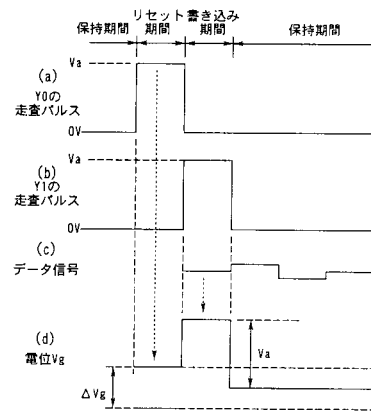 リセット 書き込み
保持期間 期間 期間 保持期間
(a)
Y0の
走査パルス
Va
0V
(b)
Y1の
走査パルス
Va
0V
(c)
データ信号
(d)
電位Vg
Va
ΔVg